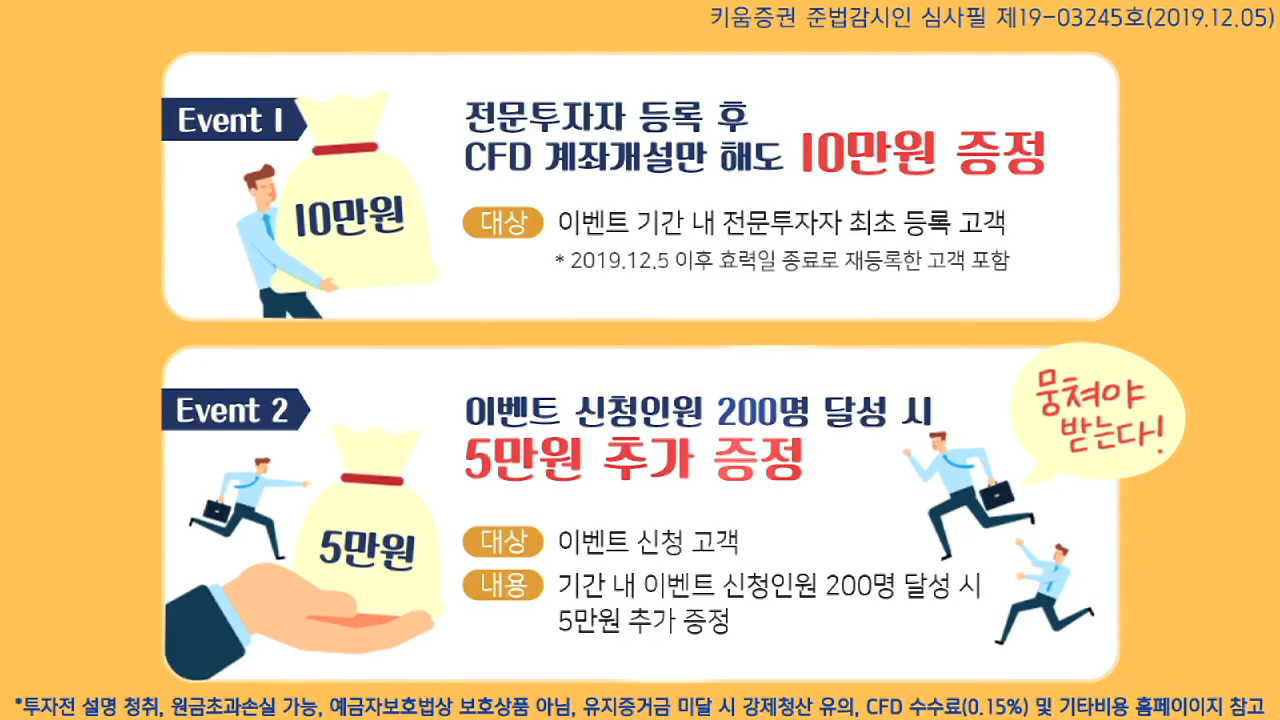 키움증권 준법감시인 심사필 제19-03245호(2019.12.05)
Event 1
10만원
전문투자자 등록 후
CFD 계좌개설만 해도 10만원 증정
대상 이벤트 기간 내 전문투자자 최초 등록 고객
* 2019.12.5 이후 효력일 종료로 재등록한 고객 포함
Event 2
5만원
이벤트 신청인원 200명 달성 시
5만원 추가 증정
뭉쳐야
받는다!
대상 이벤트 신청 고객
내용 기간 내 이벤트 신청인원 200명 달성 시
5만원 추가 증정
*투자전 설명 청취, 원금초과손실 가능, 예금자보호법상 보호상품 아님, 유지증거금 미달 시 강제청산 유의, CFD 수수료(0.15%) 및 기타비용 홈페이이지 참고